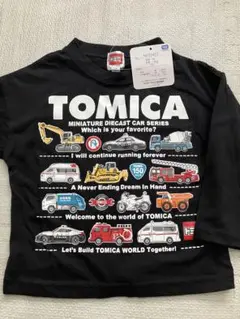 TOMICA
MINIATURE DIECAST CAR SERIES
Which is your favorite?
I will continue running forever
150
A Never Ending Dream in Hand
Welcome to the world of TOMICA
Let's Build TOMICA WORLD Together!